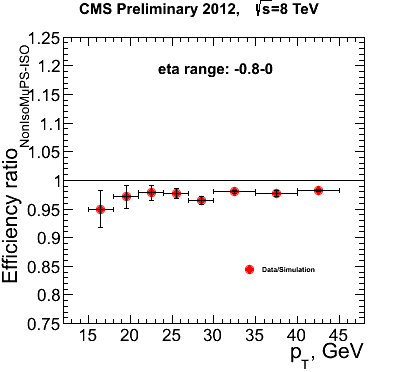 CMS Preliminary 2012, √s=8 TeV
Efficiency ratio NonIsoMuPS-ISO
1.25
1.2
1.15
1.1
1.05
1
0.95
0.9
0.85
0.8
0.75
eta range: -0.8-0
Data/Simulation
15 20 25 30 35 40 45
p_T, GeV